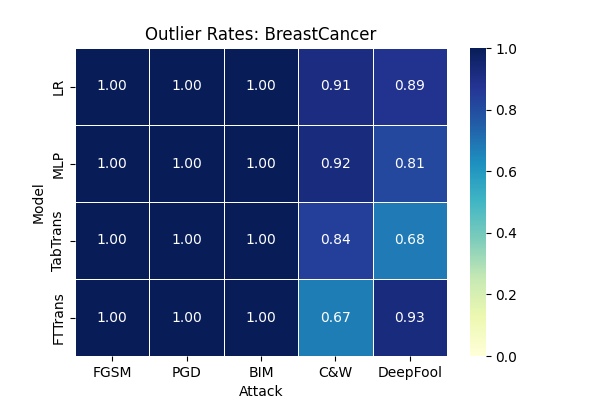 Outlier Rates: BreastCancer
Model
LR 1.00 1.00 1.00 0.91 0.89
MLP 1.00 1.00 1.00 0.92 0.81
TabTrans 1.00 1.00 1.00 0.84 0.68
FTTrans 1.00 1.00 1.00 0.67 0.93
FGSM PGD BIM C&W DeepFool
Attack
1.0
0.8
0.6
0.4
0.2
0.0